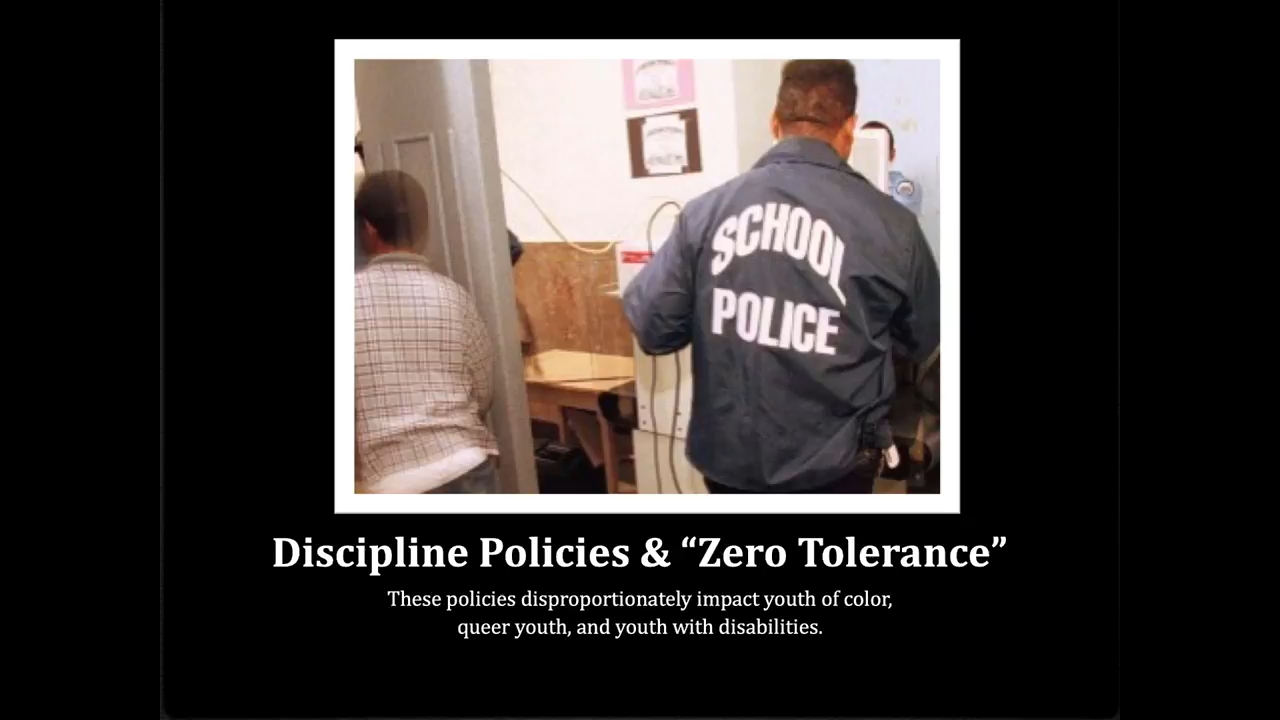 SCHOOL
POLICE
Discipline Policies & “Zero Tolerance”
These policies disproportionately impact youth of color,
queer youth, and youth with disabilities.